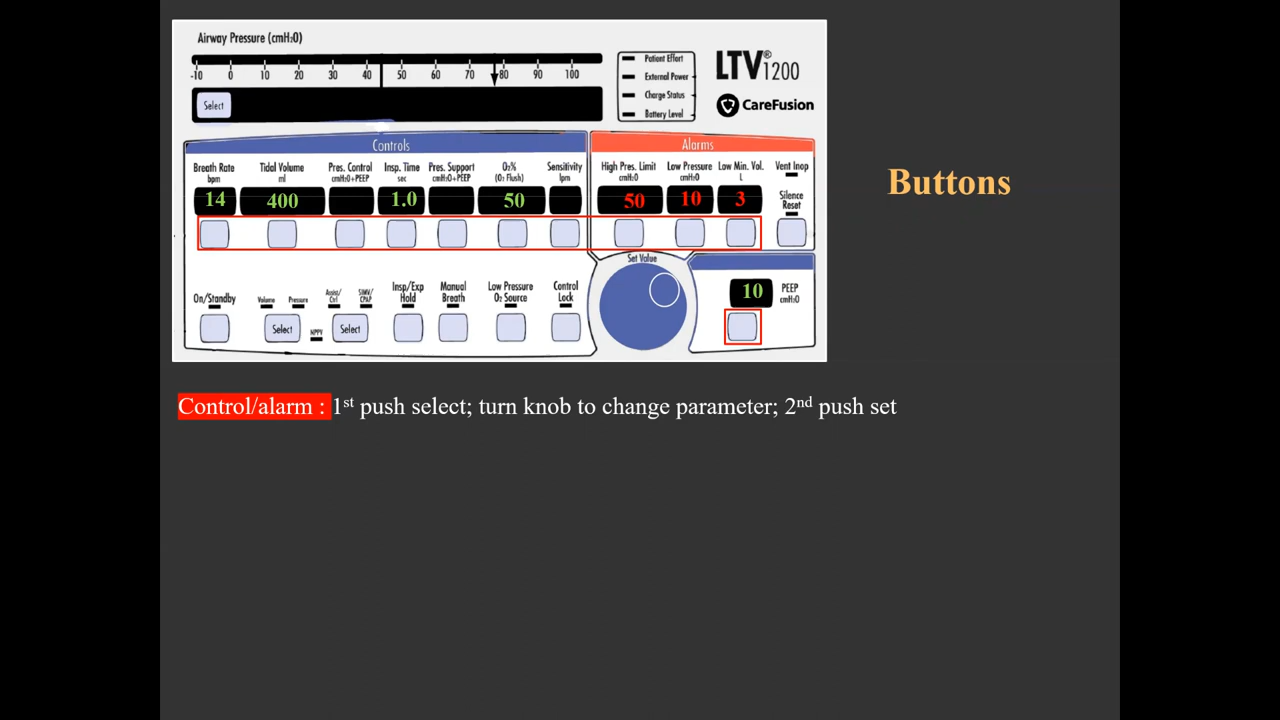 Airway Pressure (cmH₂0)
-10 0 10 20 30 40 50 60 70 80 90 100
Select
Patient Effort
External Power
Charge Status
Battery Level
LTV®1200
CareFusion
Controls
Alarms
Breath Rate bpm
Tidal Volume ml
Pres. Control cmH₂O+PEEP
Insp. Time sec
Pres. Support cmH₂O+PEEP
O₂% (O₂ Flush)
Sensitivity lpm
High Pres. Limit cmH₂O
Low Pressure cmH₂O
Low Min. Vol. L
Vent Inop
14 400 1.0 50 50 10 3
Silence Reset
Buttons
Set Value
On/Standby
Volume Pressure
Select
NPPV
Assist/ Ctrl
SIMV/ CPAP
Select
Insp/Exp Hold
Manual Breath
Low Pressure O₂ Source
Control Lock
10
PEEP cmH₂O
Control/alarm : 1st push select; turn knob to change parameter; 2nd push set